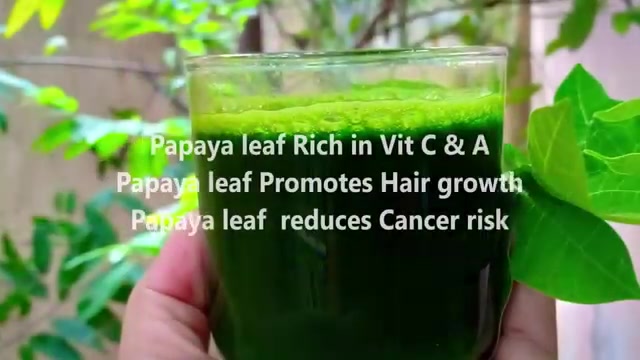 Papaya leaf Rich in Vit C & A
Papaya leaf Promotes Hair growth
Papaya leaf  reduces Cancer risk